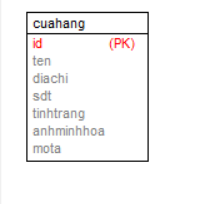 cuahang
id (PK)
ten
diachi
sdt
tinhtrang
anhminhhoa
mota